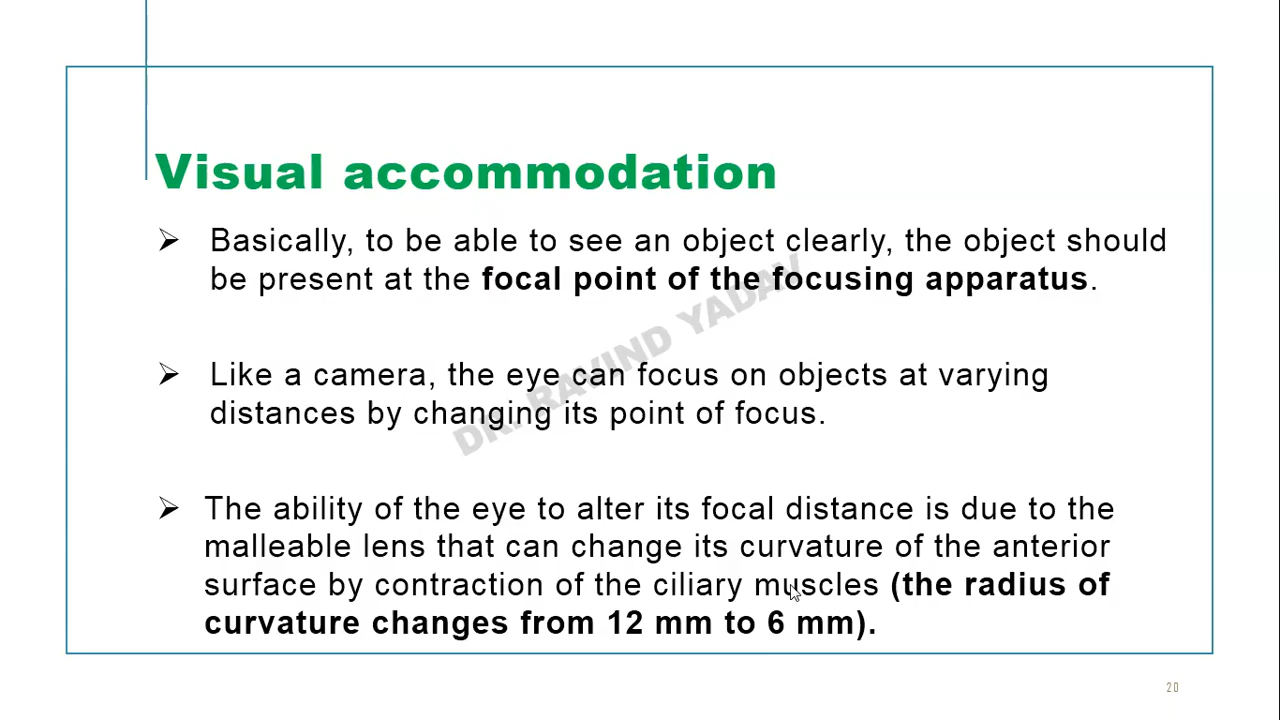 Visual accommodation
➢ Basically, to be able to see an object clearly, the object should
be present at the focal point of the focusing apparatus.
➢ Like a camera, the eye can focus on objects at varying
distances by changing its point of focus.
➢ The ability of the eye to alter its focal distance is due to the
malleable lens that can change its curvature of the anterior
surface by contraction of the ciliary muscles (the radius of
curvature changes from 12 mm to 6 mm).
DR. RAVIND YADAV
20